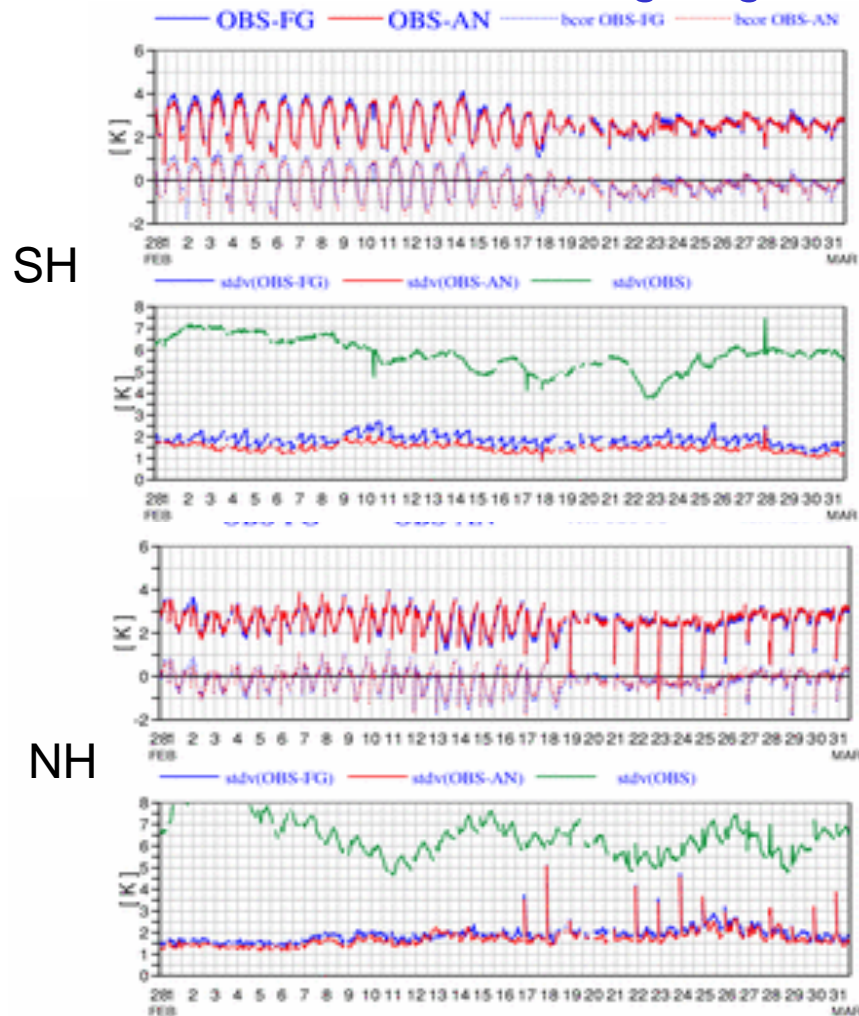 OBS-FG OBS-AN bcor OBS-FG bcor OBS-AN
6
4
2
0
-2
[ K ]
28 1 2 3 4 5 6 7 8 9 10 11 12 13 14 15 16 17 18 19 20 21 22 23 24 25 26 27 28 29 30 31
FEB MAR
SH
stdv(OBS-FG) stdv(OBS-AN) stdv(OBS)
8
7
6
5
4
3
2
1
0
[ K ]
28 1 2 3 4 5 6 7 8 9 10 11 12 13 14 15 16 17 18 19 20 21 22 23 24 25 26 27 28 29 30 31
FEB MAR
OBS-FG OBS-AN
6
4
2
0
-2
[ K ]
28 1 2 3 4 5 6 7 8 9 10 11 12 13 14 15 16 17 18 19 20 21 22 23 24 25 26 27 28 29 30 31
FEB MAR
NH
stdv(OBS-FG) stdv(OBS-AN) stdv(OBS)
8
7
6
5
4
3
2
1
0
[ K ]
28 1 2 3 4 5 6 7 8 9 10 11 12 13 14 15 16 17 18 19 20 21 22 23 24 25 26 27 28 29 30 31
FEB MAR